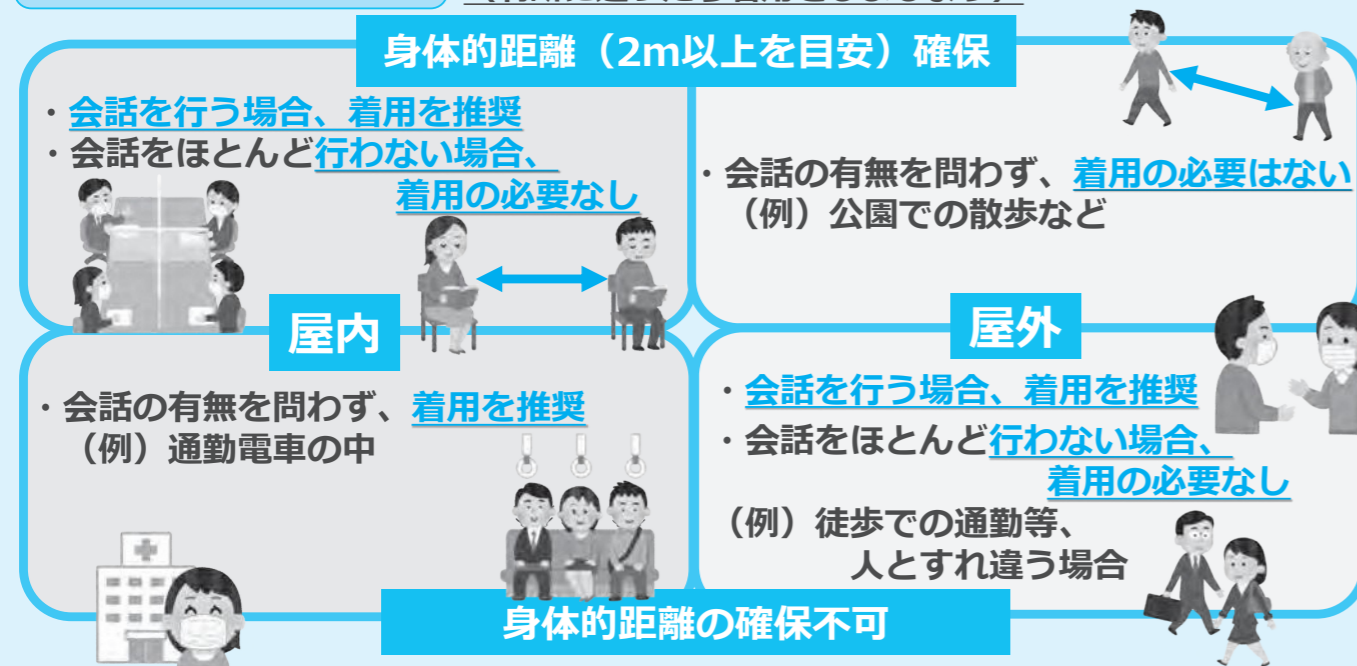 身体的距離（2m以上を目安）確保
・会話を行う場合、着用を推奨
・会話をほとんど行わない場合、
着用の必要なし
・会話の有無を問わず、着用の必要はない
（例）公園での散歩など
屋内
屋外
・会話の有無を問わず、着用を推奨
（例）通勤電車の中
・会話を行う場合、着用を推奨
・会話をほとんど行わない場合、
着用の必要なし
（例）徒歩での通勤等、
人とすれ違う場合
身体的距離の確保不可